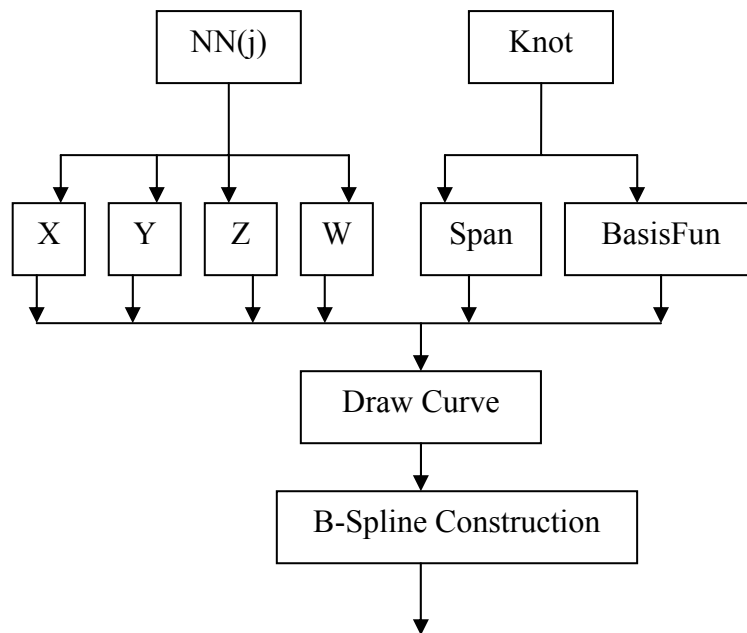 NN(j)
Knot
X
Y
Z
W
Span
BasisFun
Draw Curve
B-Spline Construction